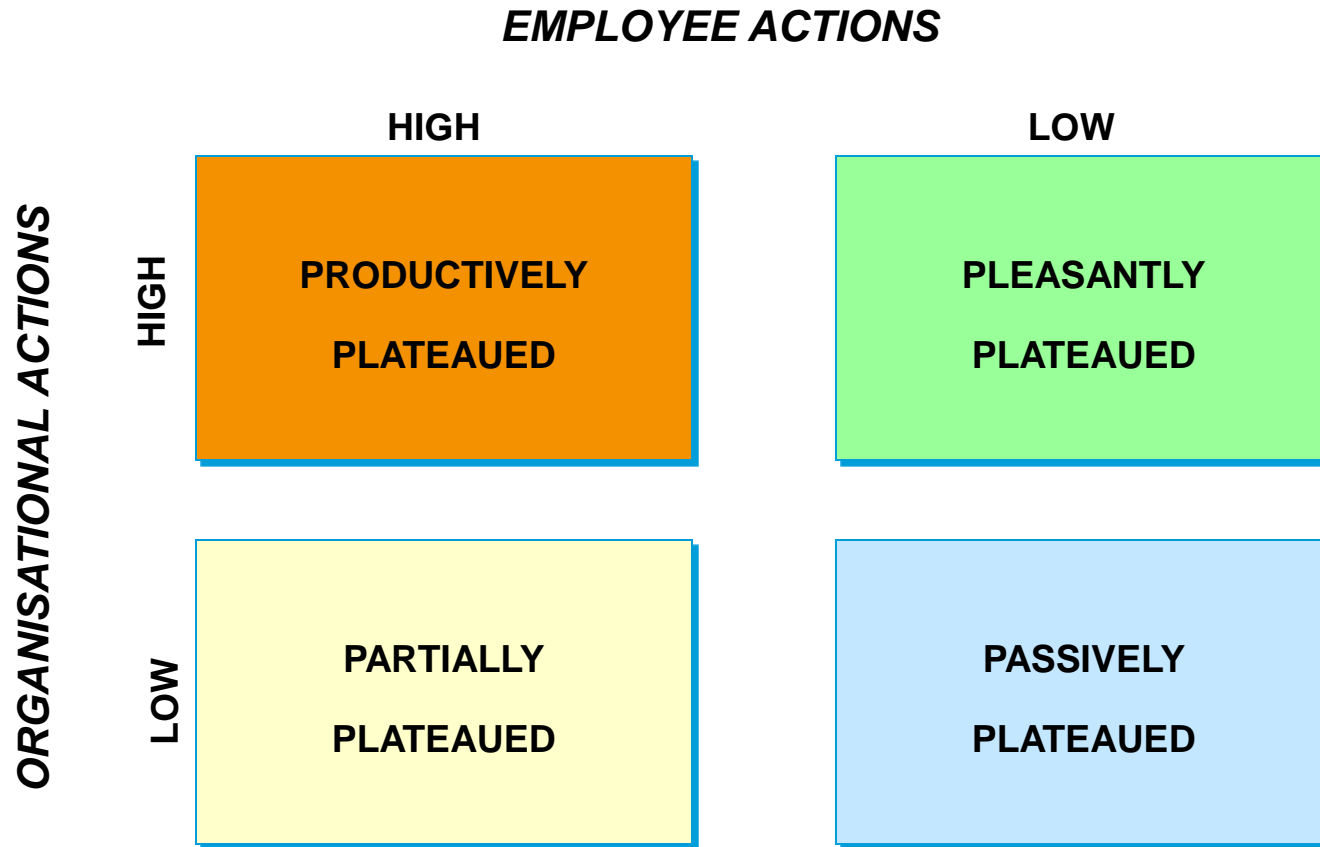 EMPLOYEE ACTIONS
HIGH
LOW
ORGANISATIONAL ACTIONS
HIGH
PRODUCTIVELY
PLATEAUED
PLEASANTLY
PLATEAUED
LOW
PARTIALLY
PLATEAUED
PASSIVELY
PLATEAUED